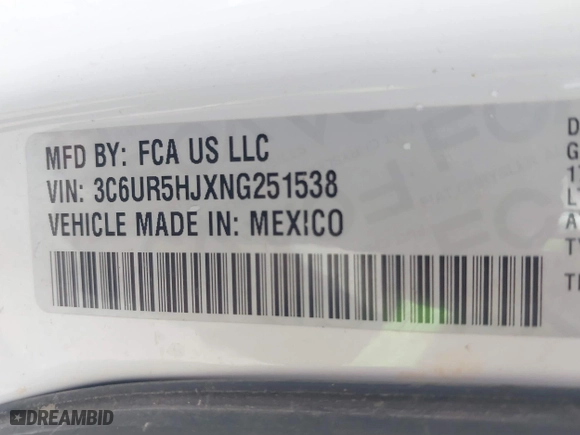 MFD BY: FCA US LLC
VIN: 3C6UR5HJXNG251538
VEHICLE MADE IN: MEXICO
DREAMBID